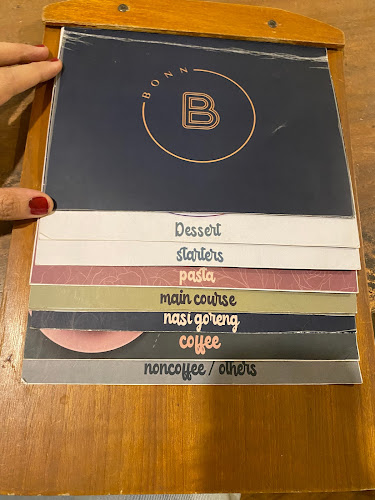 BONN
B
Dessert
starters
pasta
main course
nasi goreng
coffee
noncoffee / others